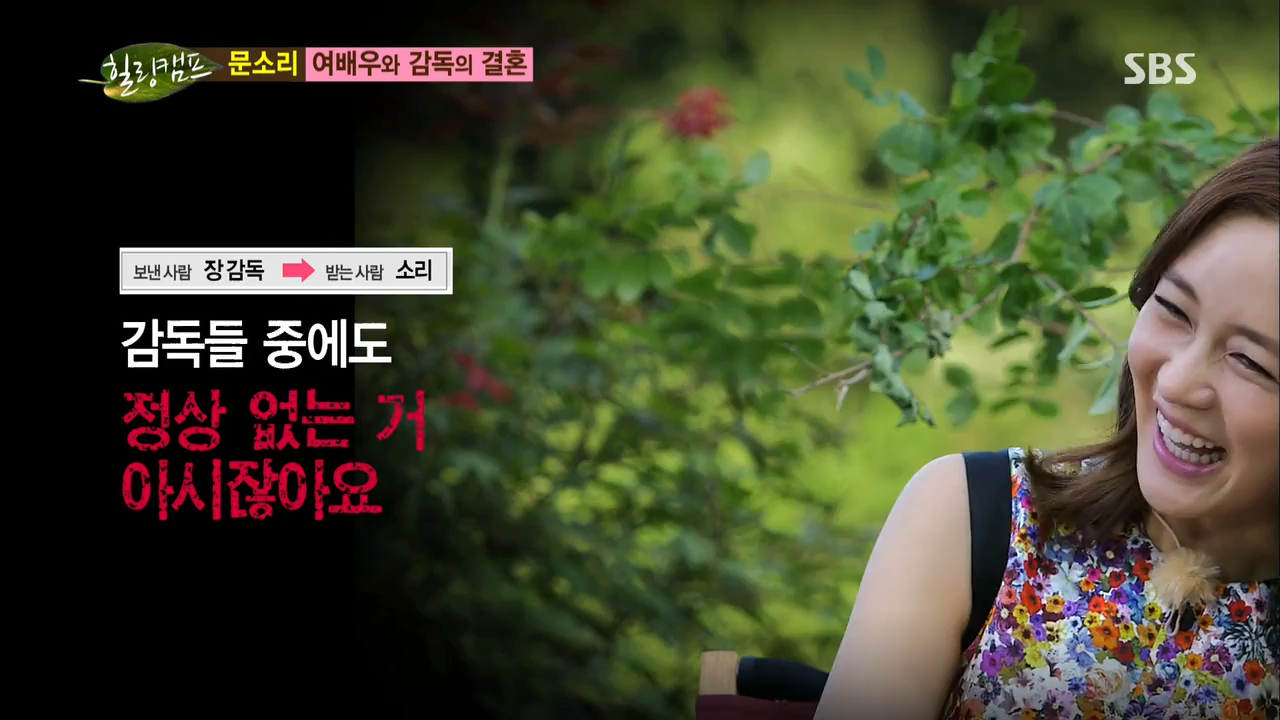 힐링캠프 문소리 여배우와 감독의 결혼
SBS
보낸 사람 장 감독 받는 사람 소리
감독들 중에도
정상 없는 거
아시잖아요